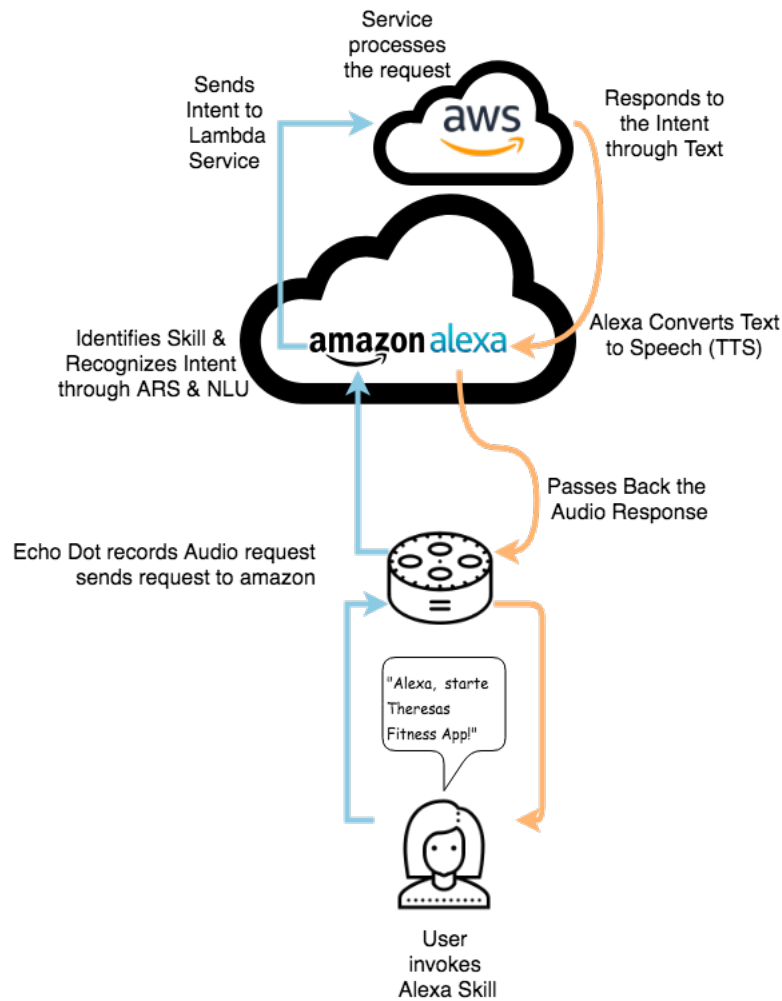 Service
processes
the request
Sends
Intent to
Lambda
Service
aws
Responds to
the Intent
through Text
Identifies Skill &
Recognizes Intent
through ARS & NLU
amazon alexa
Alexa Converts Text
to Speech (TTS)
Passes Back the
Audio Response
Echo Dot records Audio request
sends request to amazon
"Alexa, starte
Theresas
Fitness App!"
User
invokes
Alexa Skill